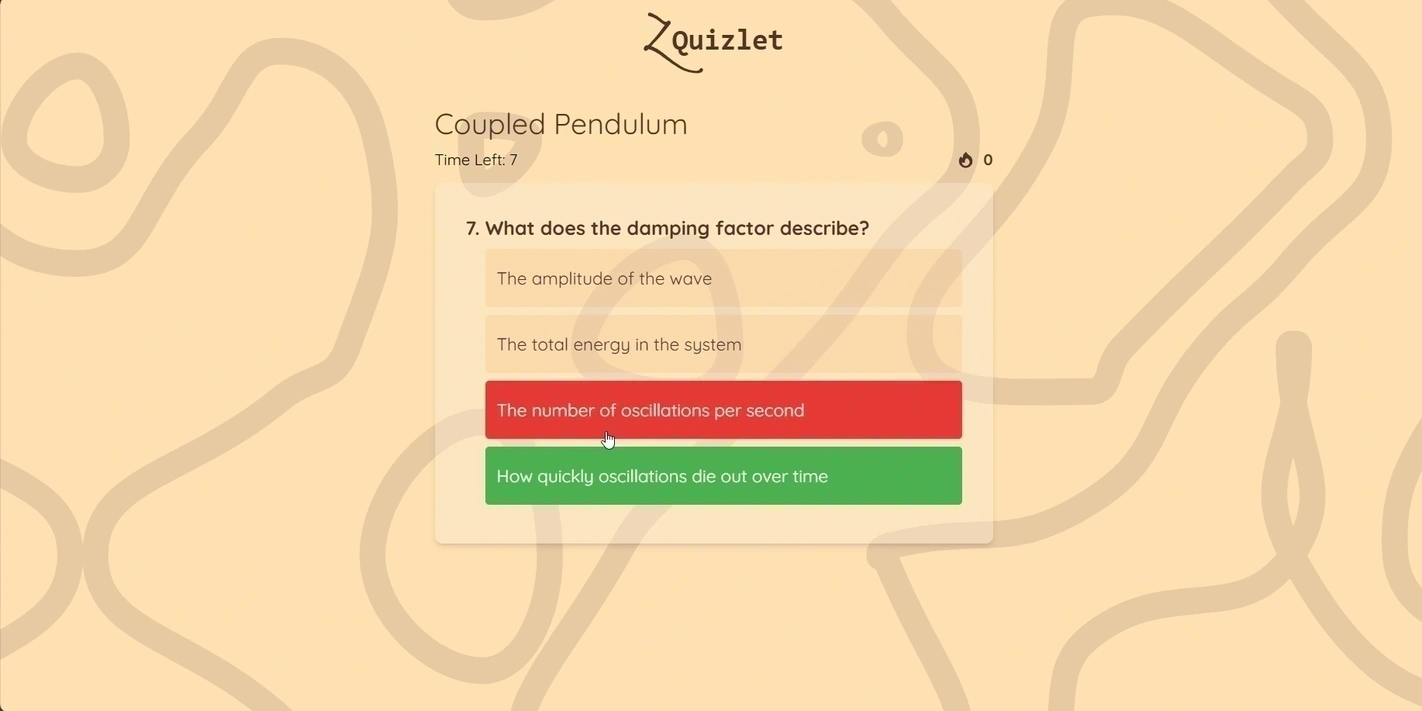 Quizlet
Coupled Pendulum
Time Left: 7
0
7. What does the damping factor describe?
The amplitude of the wave
The total energy in the system
The number of oscillations per second
How quickly oscillations die out over time